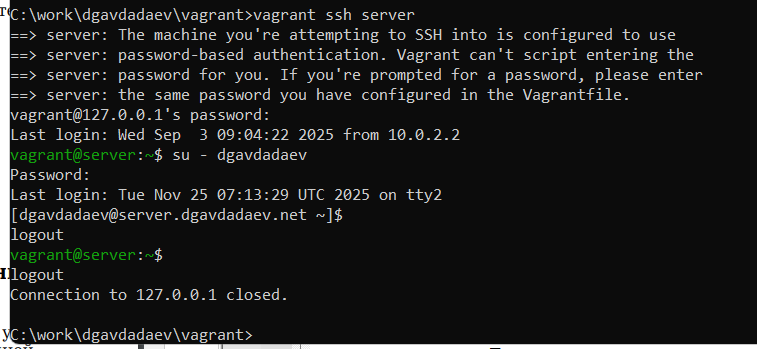 C:\work\dgavdadaev\vagrant>vagrant ssh server
==> server: The machine you're attempting to SSH into is configured to use
==> server: password-based authentication. Vagrant can't script entering the
==> server: password for you. If you're prompted for a password, please enter
==> server: the same password you have configured in the Vagrantfile.
vagrant@127.0.0.1's password:
Last login: Wed Sep  3 09:04:22 2025 from 10.0.2.2
vagrant@server:~$ su - dgavdadaev
Password:
Last login: Tue Nov 25 07:13:29 UTC 2025 on tty2
[dgavdadaev@server.dgavdadaev.net ~]$
logout
vagrant@server:~$
logout
Connection to 127.0.0.1 closed.
C:\work\dgavdadaev\vagrant>